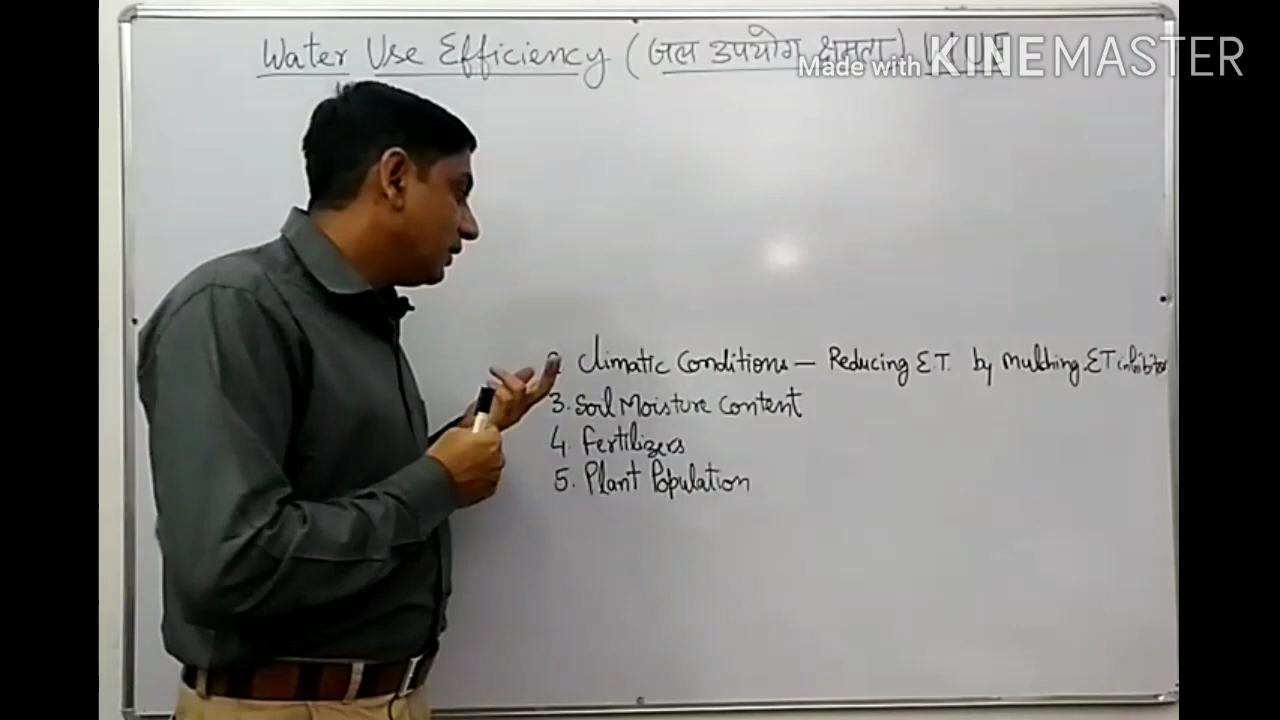 Water Use Efficiency (जल उपयोग क्षमता)
Made with KINEMASTER
Climatic Conditions — Reducing E.T. by Mulching, ET inhibitor
3. Soil Moisture Content
4. Fertilizers
5. Plant Population